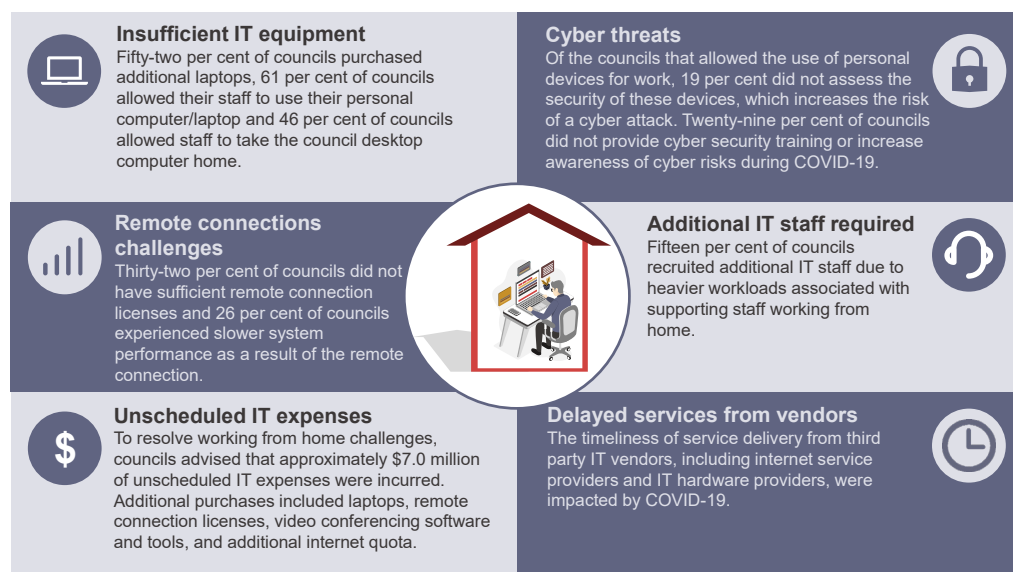 Insufficient IT equipment
Fifty-two per cent of councils purchased
additional laptops, 61 per cent of councils
allowed their staff to use their personal
computer/laptop and 46 per cent of councils
allowed staff to take the council desktop
computer home.
Cyber threats
Of the councils that allowed the use of personal
devices for work, 19 per cent did not assess the
security of these devices, which increases the risk
of a cyber attack. Twenty-nine per cent of councils
did not provide cyber security training or increase
awareness of cyber risks during COVID-19.
Remote connections
challenges
Thirty-two per cent of councils did not
have sufficient remote connection
licenses and 26 per cent of councils
experienced slower system
performance as a result of the remote
connection.
Additional IT staff required
Fifteen per cent of councils
recruited additional IT staff due to
heavier workloads associated with
supporting staff working from
home.
$
Unscheduled IT expenses
To resolve working from home challenges,
councils advised that approximately $7.0 million
of unscheduled IT expenses were incurred.
Additional purchases included laptops, remote
connection licenses, video conferencing software
and tools, and additional internet quota.
Delayed services from vendors
The timeliness of service delivery from third
party IT vendors, including internet service
providers and IT hardware providers, were
impacted by COVID-19.